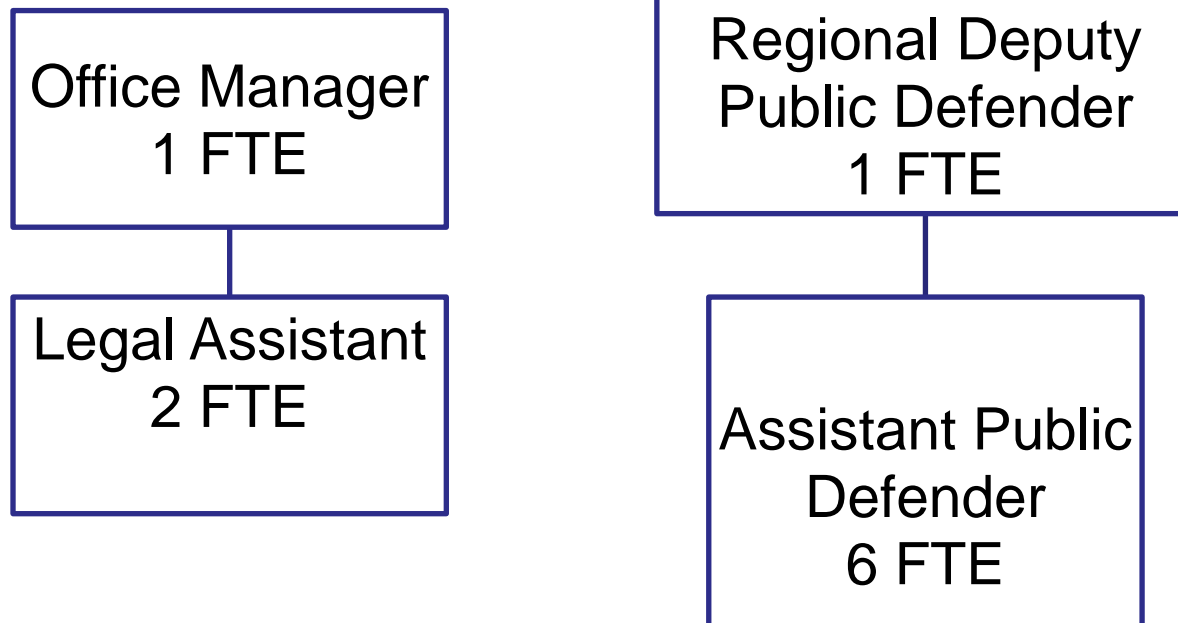 Office Manager
1 FTE
Legal Assistant
2 FTE
Regional Deputy
Public Defender
1 FTE
Assistant Public
Defender
6 FTE